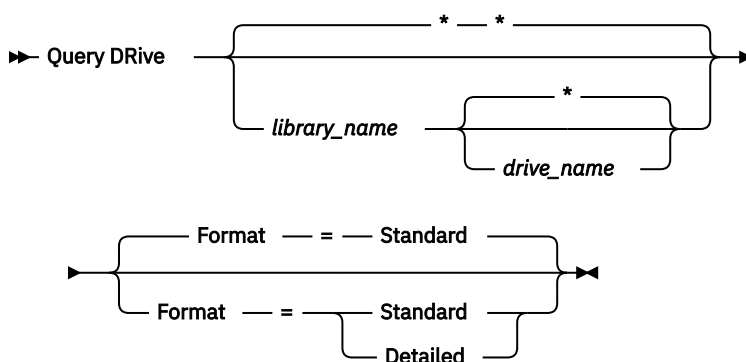 * *
Query DRive
*
library_name
drive_name
Format = Standard
Format = Standard
Detailed